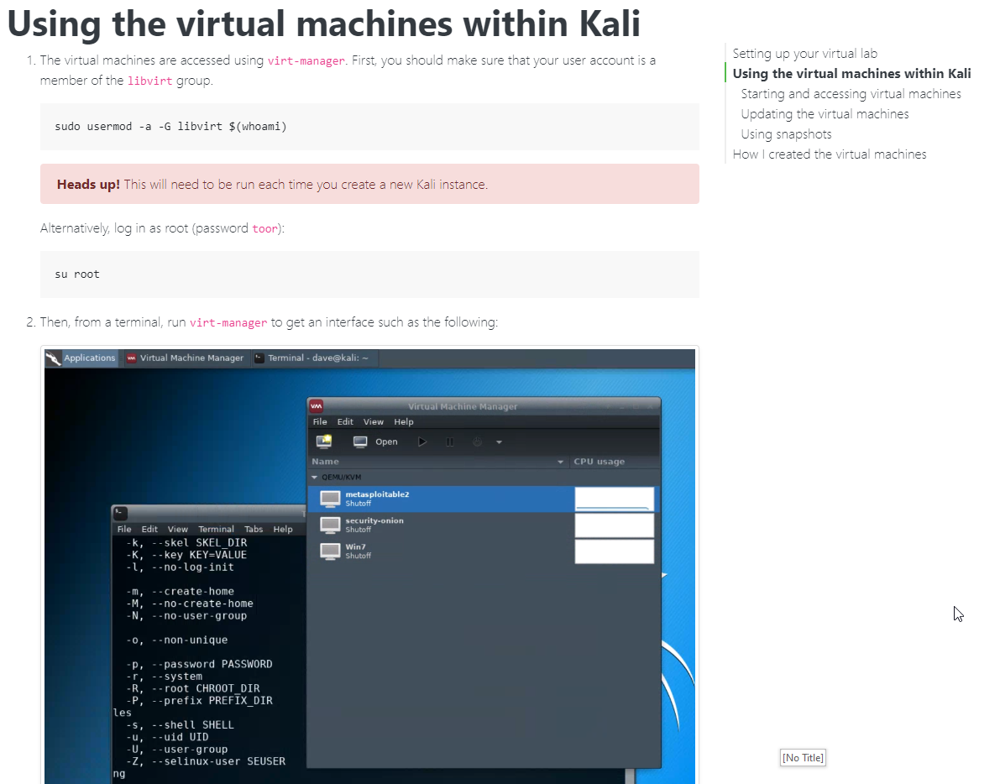 Using the virtual machines within Kali
1. The virtual machines are accessed using virt-manager. First, you should make sure that your user account is a
member of the libvirt group.
sudo usermod -a -G libvirt $(whoami)
Heads up! This will need to be run each time you create a new Kali instance.
Alternatively, log in as root (password toor):
su root
2. Then, from a terminal, run virt-manager to get an interface such as the following:
Applications
Virtual Machine Manager
Terminal - dave@kali: ~
Virtual Machine Manager
File Edit View Help
Open
Name
CPU usage
QEMU/KVM
metasploitable2
Shutoff
security-onion
Shutoff
Win7
Shutoff
File Edit View Terminal Tabs Help
-k, --skel SKEL_DIR
-K, --key KEY=VALUE
-l, --no-log-init
-m, --create-home
-M, --no-create-home
-N, --no-user-group
-o, --non-unique
-p, --password PASSWORD
-r, --system
-R, --root CHROOT_DIR
-P, --prefix PREFIX_DIR
les
-s, --shell SHELL
-u, --uid UID
-U, --user-group
-Z, --selinux-user SEUSER
ng
Setting up your virtual lab
Using the virtual machines within Kali
Starting and accessing virtual machines
Updating the virtual machines
Using snapshots
How I created the virtual machines
[No Title]